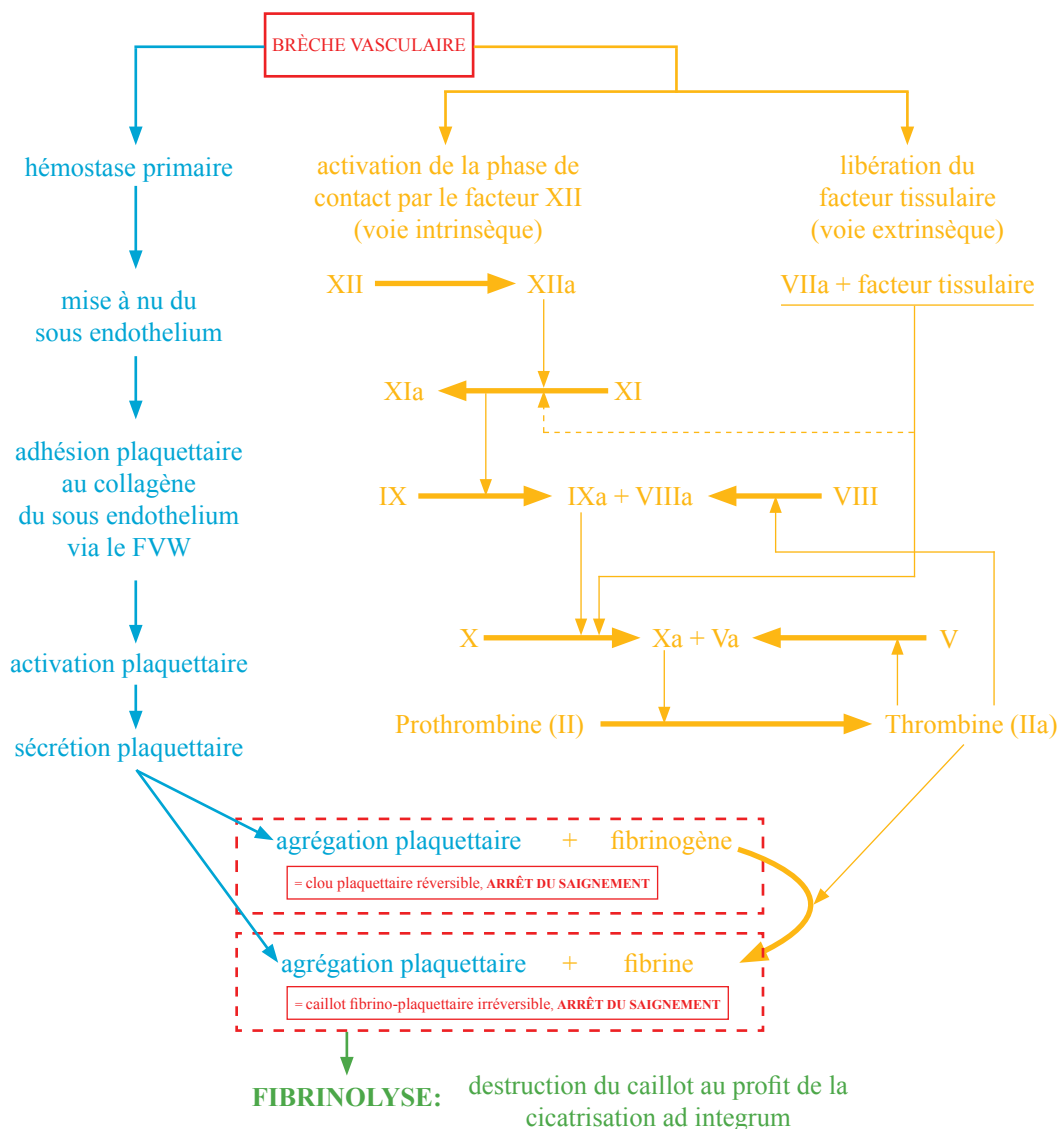 BRÈCHE VASCULAIRE
hémostase primaire
mise à nu du
sous endothelium
adhésion plaquettaire
au collagène
du sous endothelium
via le FVW
activation plaquettaire
sécrétion plaquettaire
activation de la phase de
contact par le facteur XII
(voie intrinsèque)
libération du
facteur tissulaire
(voie extrinsèque)
XII XIIa
VIIa + facteur tissulaire
XIa XI
IX IXa + VIIIa VIII
X Xa + Va V
Prothrombine (II) Thrombine (IIa)
agrégation plaquettaire + fibrinogène
= clou plaquettaire réversible, ARRÊT DU SAIGNEMENT
agrégation plaquettaire + fibrine
= caillot fibrino-plaquettaire irréversible, ARRÊT DU SAIGNEMENT
FIBRINOLYSE: destruction du caillot au profit de la
cicatrisation ad integrum